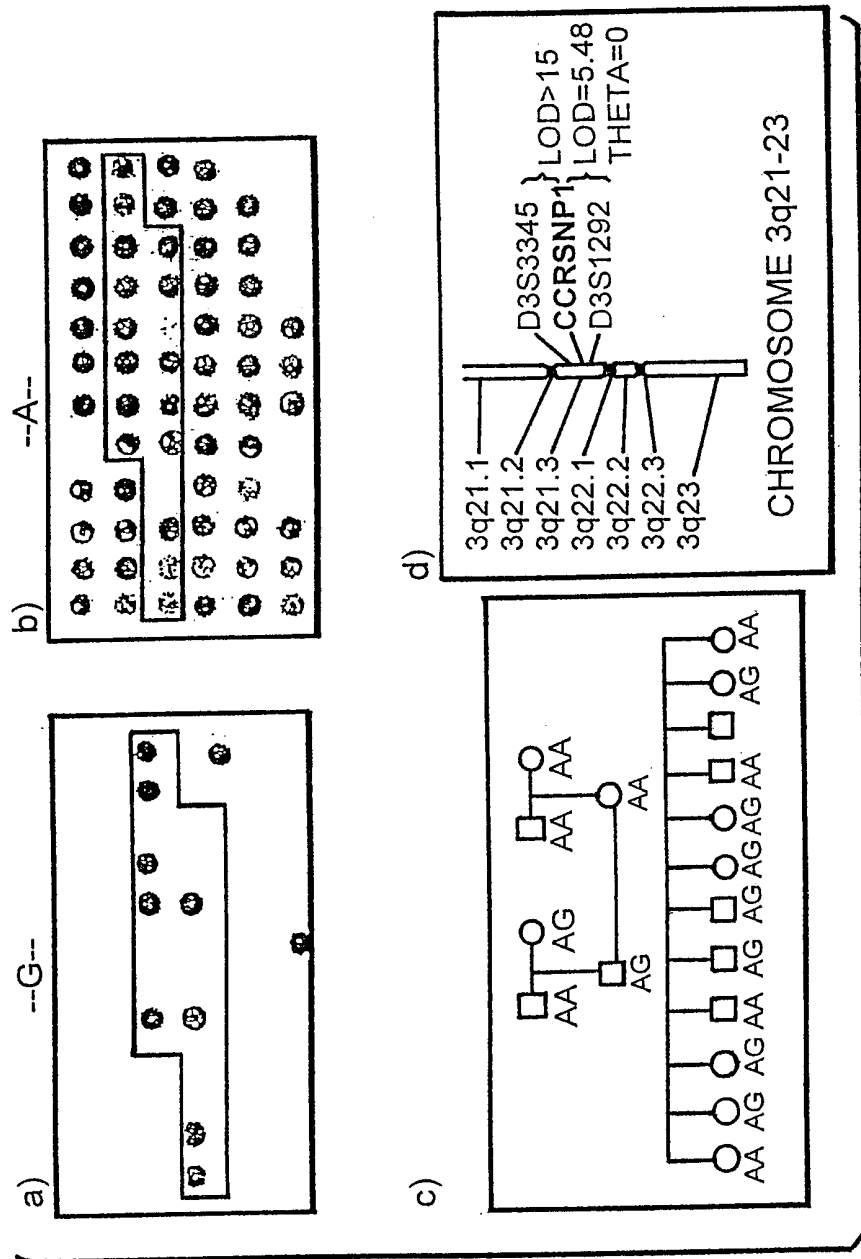 a)
--G--
b)
--A--
c)
AA
AG
AA
AA
AG
AA
AA
AG
AG
AA
AG
AG
AG
AG
AA
AG
AA
d)
3q21.1
3q21.2
3q21.3
3q22.1
3q22.2
3q22.3
3q23
D3S3345
CCRSNP1
D3S1292
}LOD>15
}LOD=5.48
THETA=0
CHROMOSOME 3q21-23